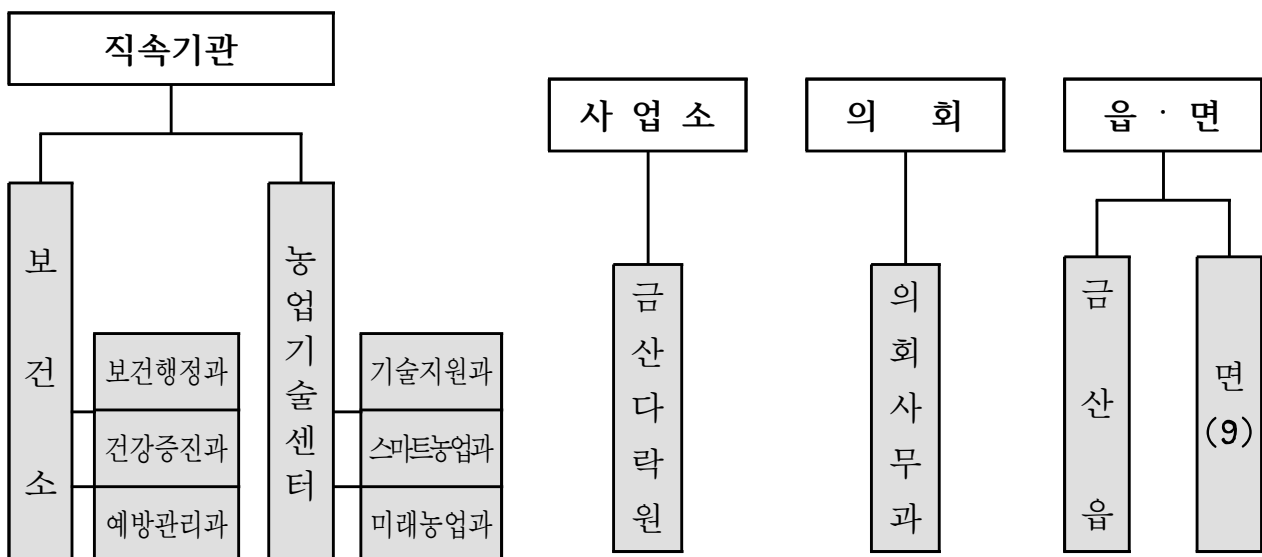 직속기관
사 업 소
의 회
읍 · 면
보건소
보건행정과
건강증진과
예방관리과
농업기술센터
기술지원과
스마트농업과
미래농업과
금산다락원
의회사무과
금산읍
면
(9)